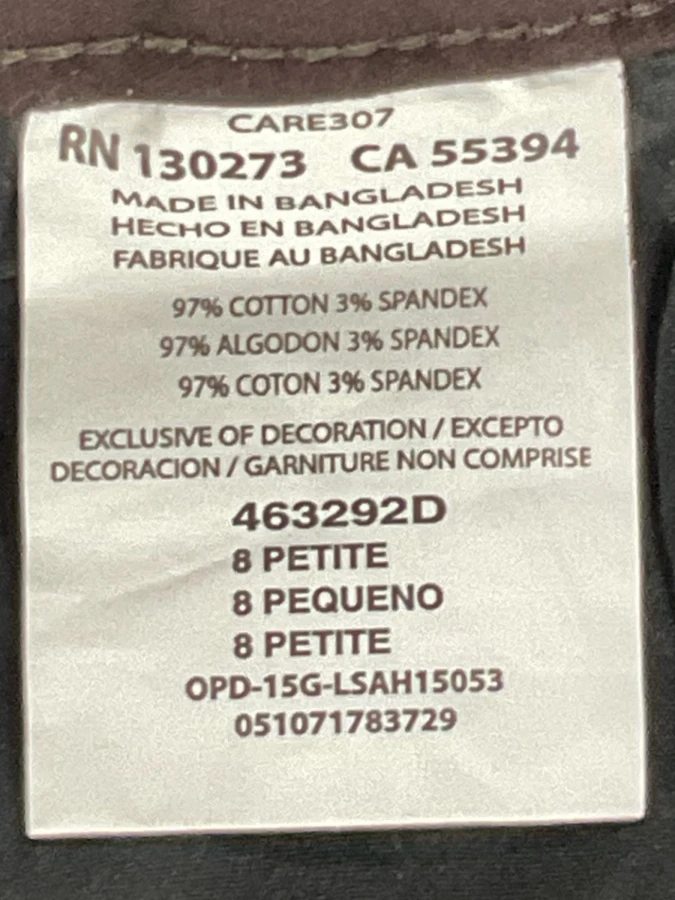 CARE307
RN 130273 CA 55394
MADE IN BANGLADESH
HECHO EN BANGLADESH
FABRIQUE AU BANGLADESH
97% COTTON 3% SPANDEX
97% ALGODON 3% SPANDEX
97% COTON 3% SPANDEX
EXCLUSIVE OF DECORATION / EXCEPTO
DECORACION / GARNITURE NON COMPRISE
463292D
8 PETITE
8 PEQUENO
8 PETITE
OPD-15G-LSAH15053
051071783729